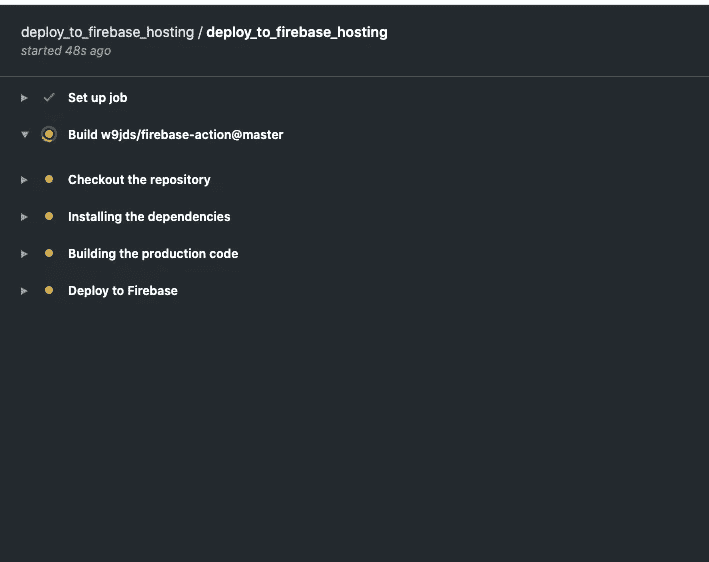 deploy_to_firebase_hosting / deploy_to_firebase_hosting
started 48s ago
Set up job
Build w9jds/firebase-action@master
Checkout the repository
Installing the dependencies
Building the production code
Deploy to Firebase